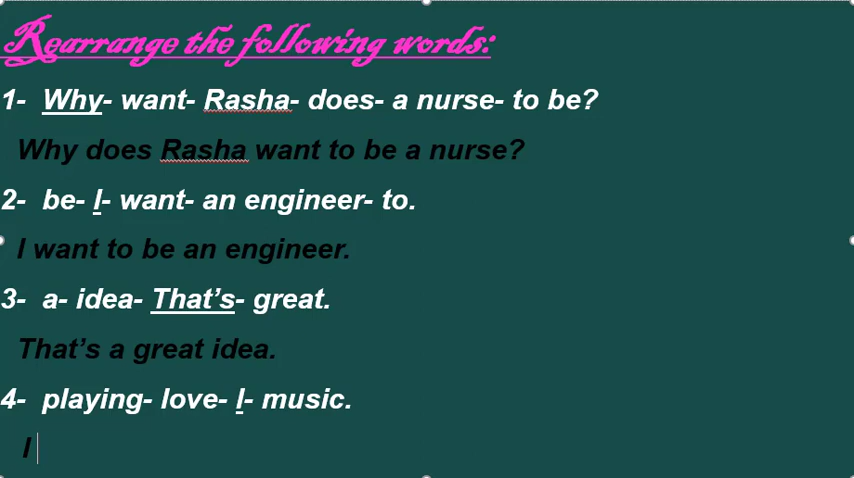 Rearrange the following words:
1- Why- want- Rasha- does- a nurse- to be?
Why does Rasha want to be a nurse?
2- be- I- want- an engineer- to.
I want to be an engineer.
3- a- idea- That's- great.
That's a great idea.
4- playing- love- I- music.
I